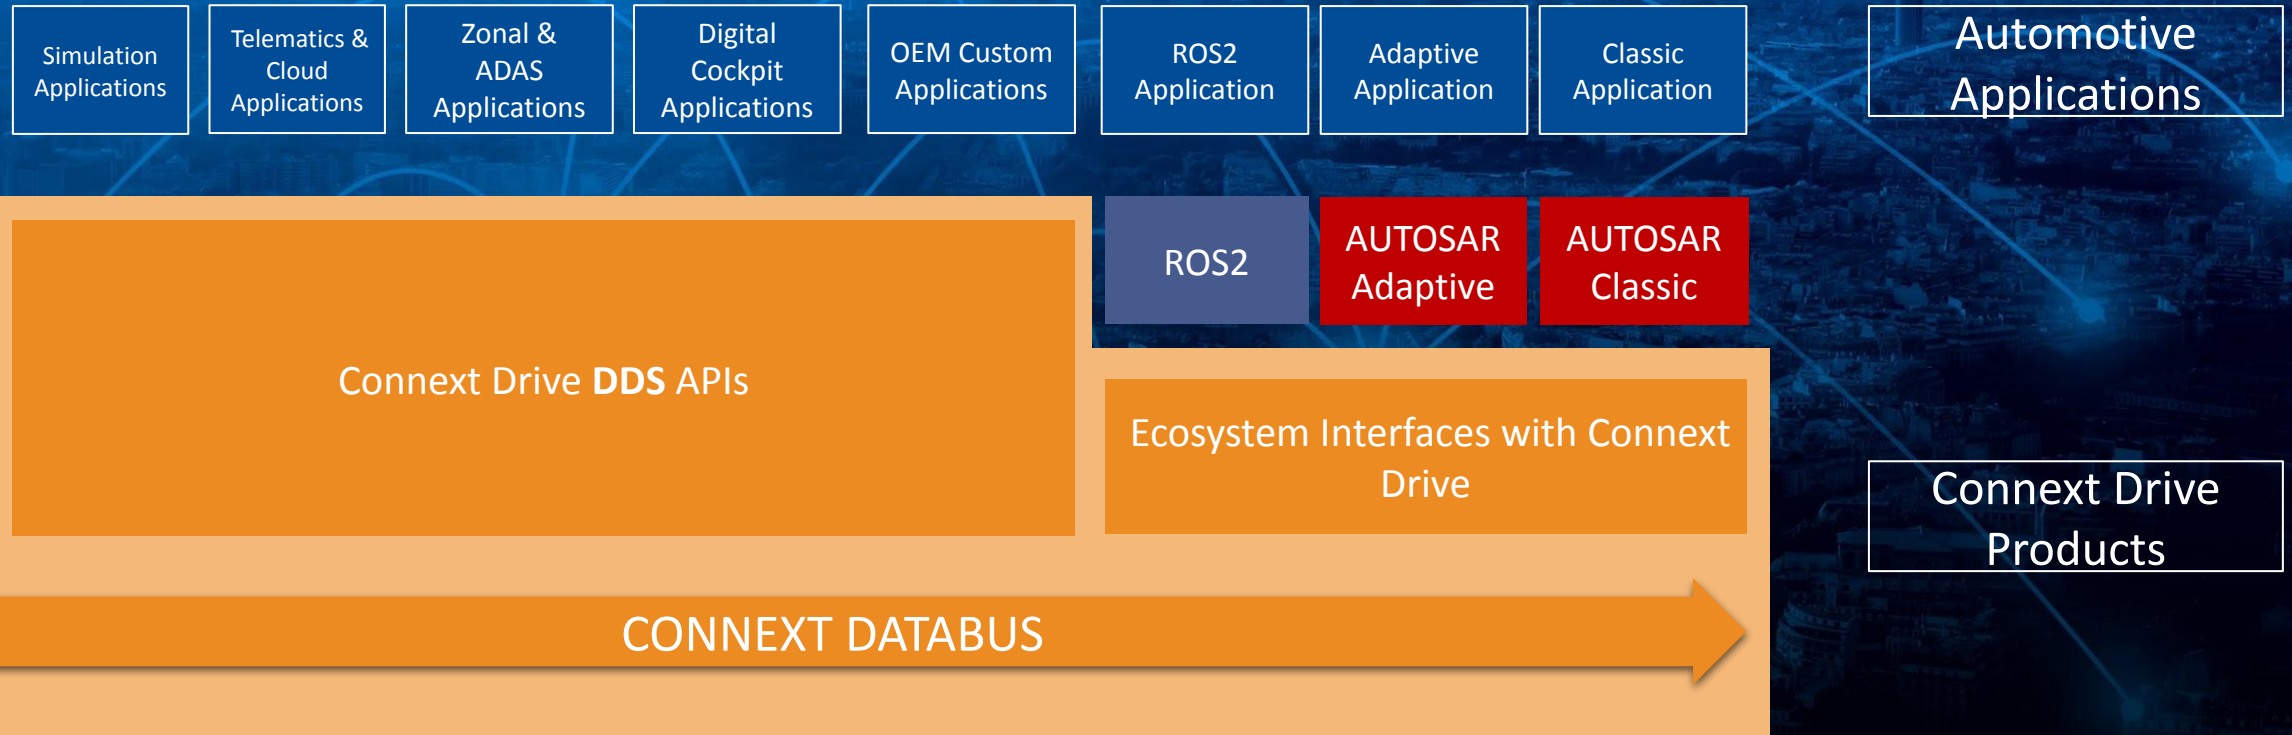 Simulation
Applications
Telematics &
Cloud
Applications
Zonal &
ADAS
Applications
Digital
Cockpit
Applications
OEM Custom
Applications
ROS2
Application
Adaptive
Application
Classic
Application
Automotive
Applications
ROS2
AUTOSAR
Adaptive
AUTOSAR
Classic
Connext Drive DDS APIs
Ecosystem Interfaces with Connext
Drive
Connext Drive
Products
CONNEXT DATABUS